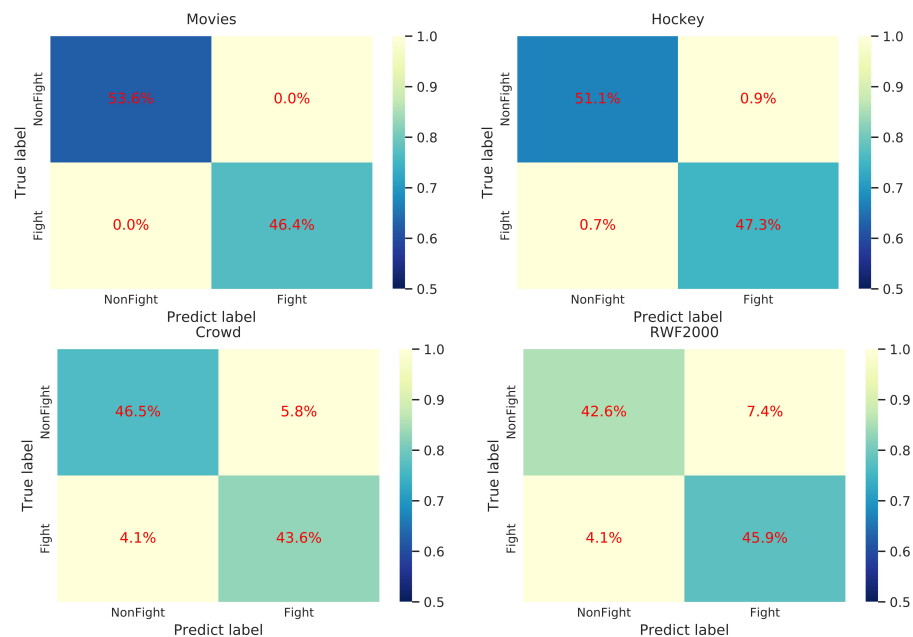 Movies
True label
NonFight
Fight
53.6%
0.0%
0.0%
46.4%
NonFight
Fight
Predict label
1.0
0.9
0.8
0.7
0.6
0.5
Hockey
True label
NonFight
Fight
51.1%
0.9%
0.7%
47.3%
NonFight
Fight
Predict label
1.0
0.9
0.8
0.7
0.6
0.5
Crowd
True label
NonFight
Fight
46.5%
5.8%
4.1%
43.6%
NonFight
Fight
Predict label
1.0
0.9
0.8
0.7
0.6
0.5
RWF2000
True label
NonFight
Fight
42.6%
7.4%
4.1%
45.9%
NonFight
Fight
Predict label
1.0
0.9
0.8
0.7
0.6
0.5